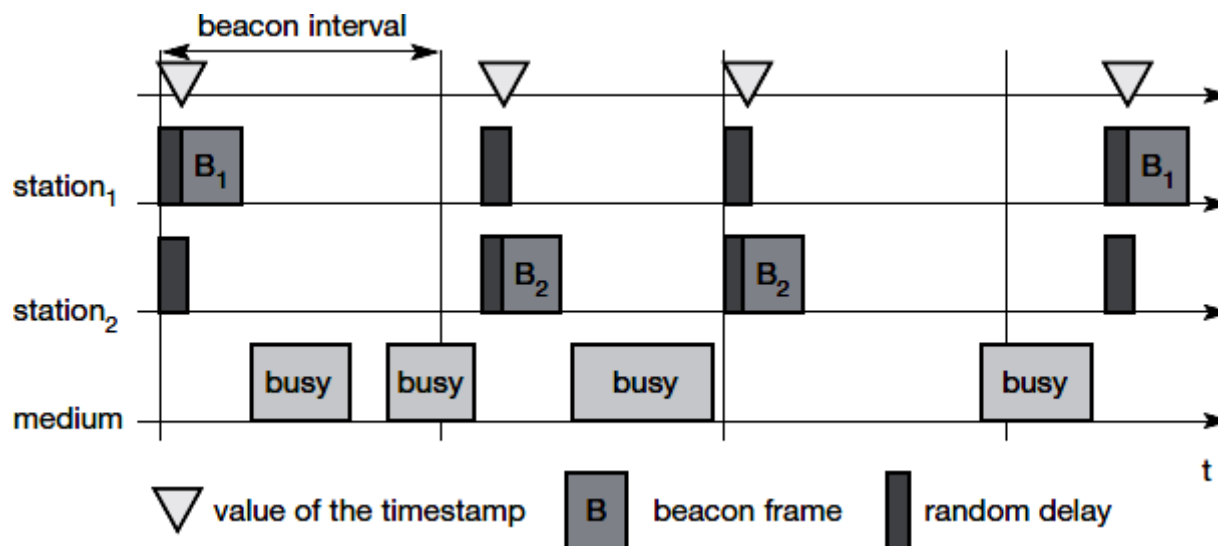 beacon interval
B₁ B₁
station₁
B₂ B₂
station₂
busy busy busy busy
medium
t
value of the timestamp B beacon frame random delay